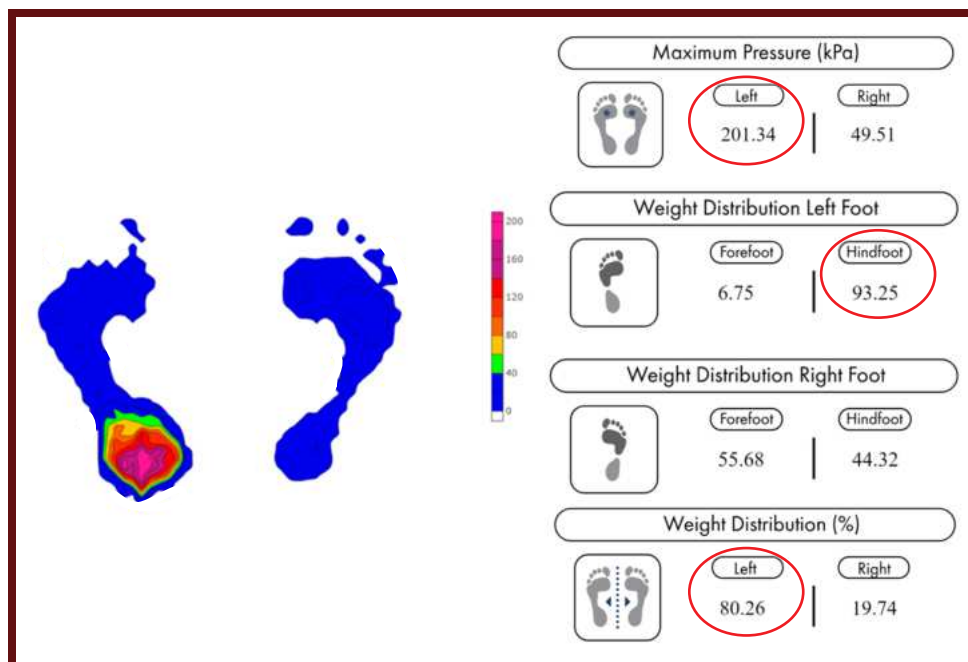 Maximum Pressure (kPa)
Left Right
201.34 49.51
200
160
120
80
40
0
Weight Distribution Left Foot
Forefoot Hindfoot
6.75 93.25
Weight Distribution Right Foot
Forefoot Hindfoot
55.68 44.32
Weight Distribution (%)
Left Right
80.26 19.74